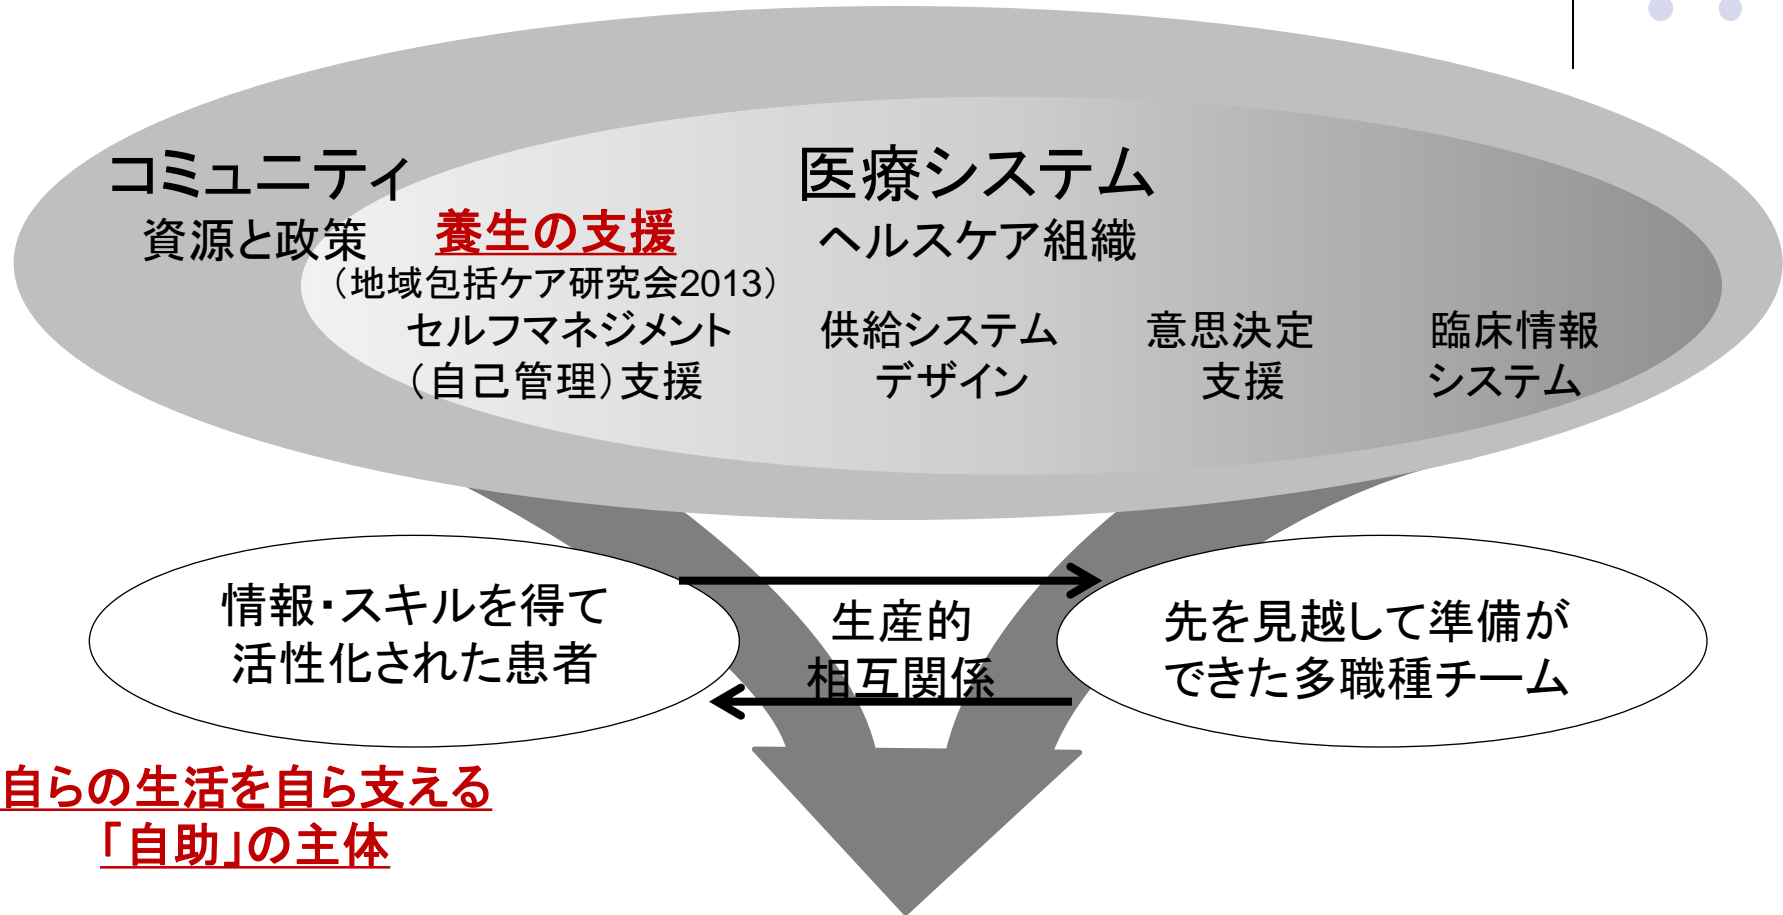 コミュニティ
資源と政策
医療システム
ヘルスケア組織
養生の支援
（地域包括ケア研究会2013）
セルフマネジメント
（自己管理）支援
供給システム
デザイン
意思決定
支援
臨床情報
システム
情報・スキルを得て
活性化された患者
生産的
相互関係
先を見越して準備が
できた多職種チーム
自らの生活を自ら支える
「自助」の主体